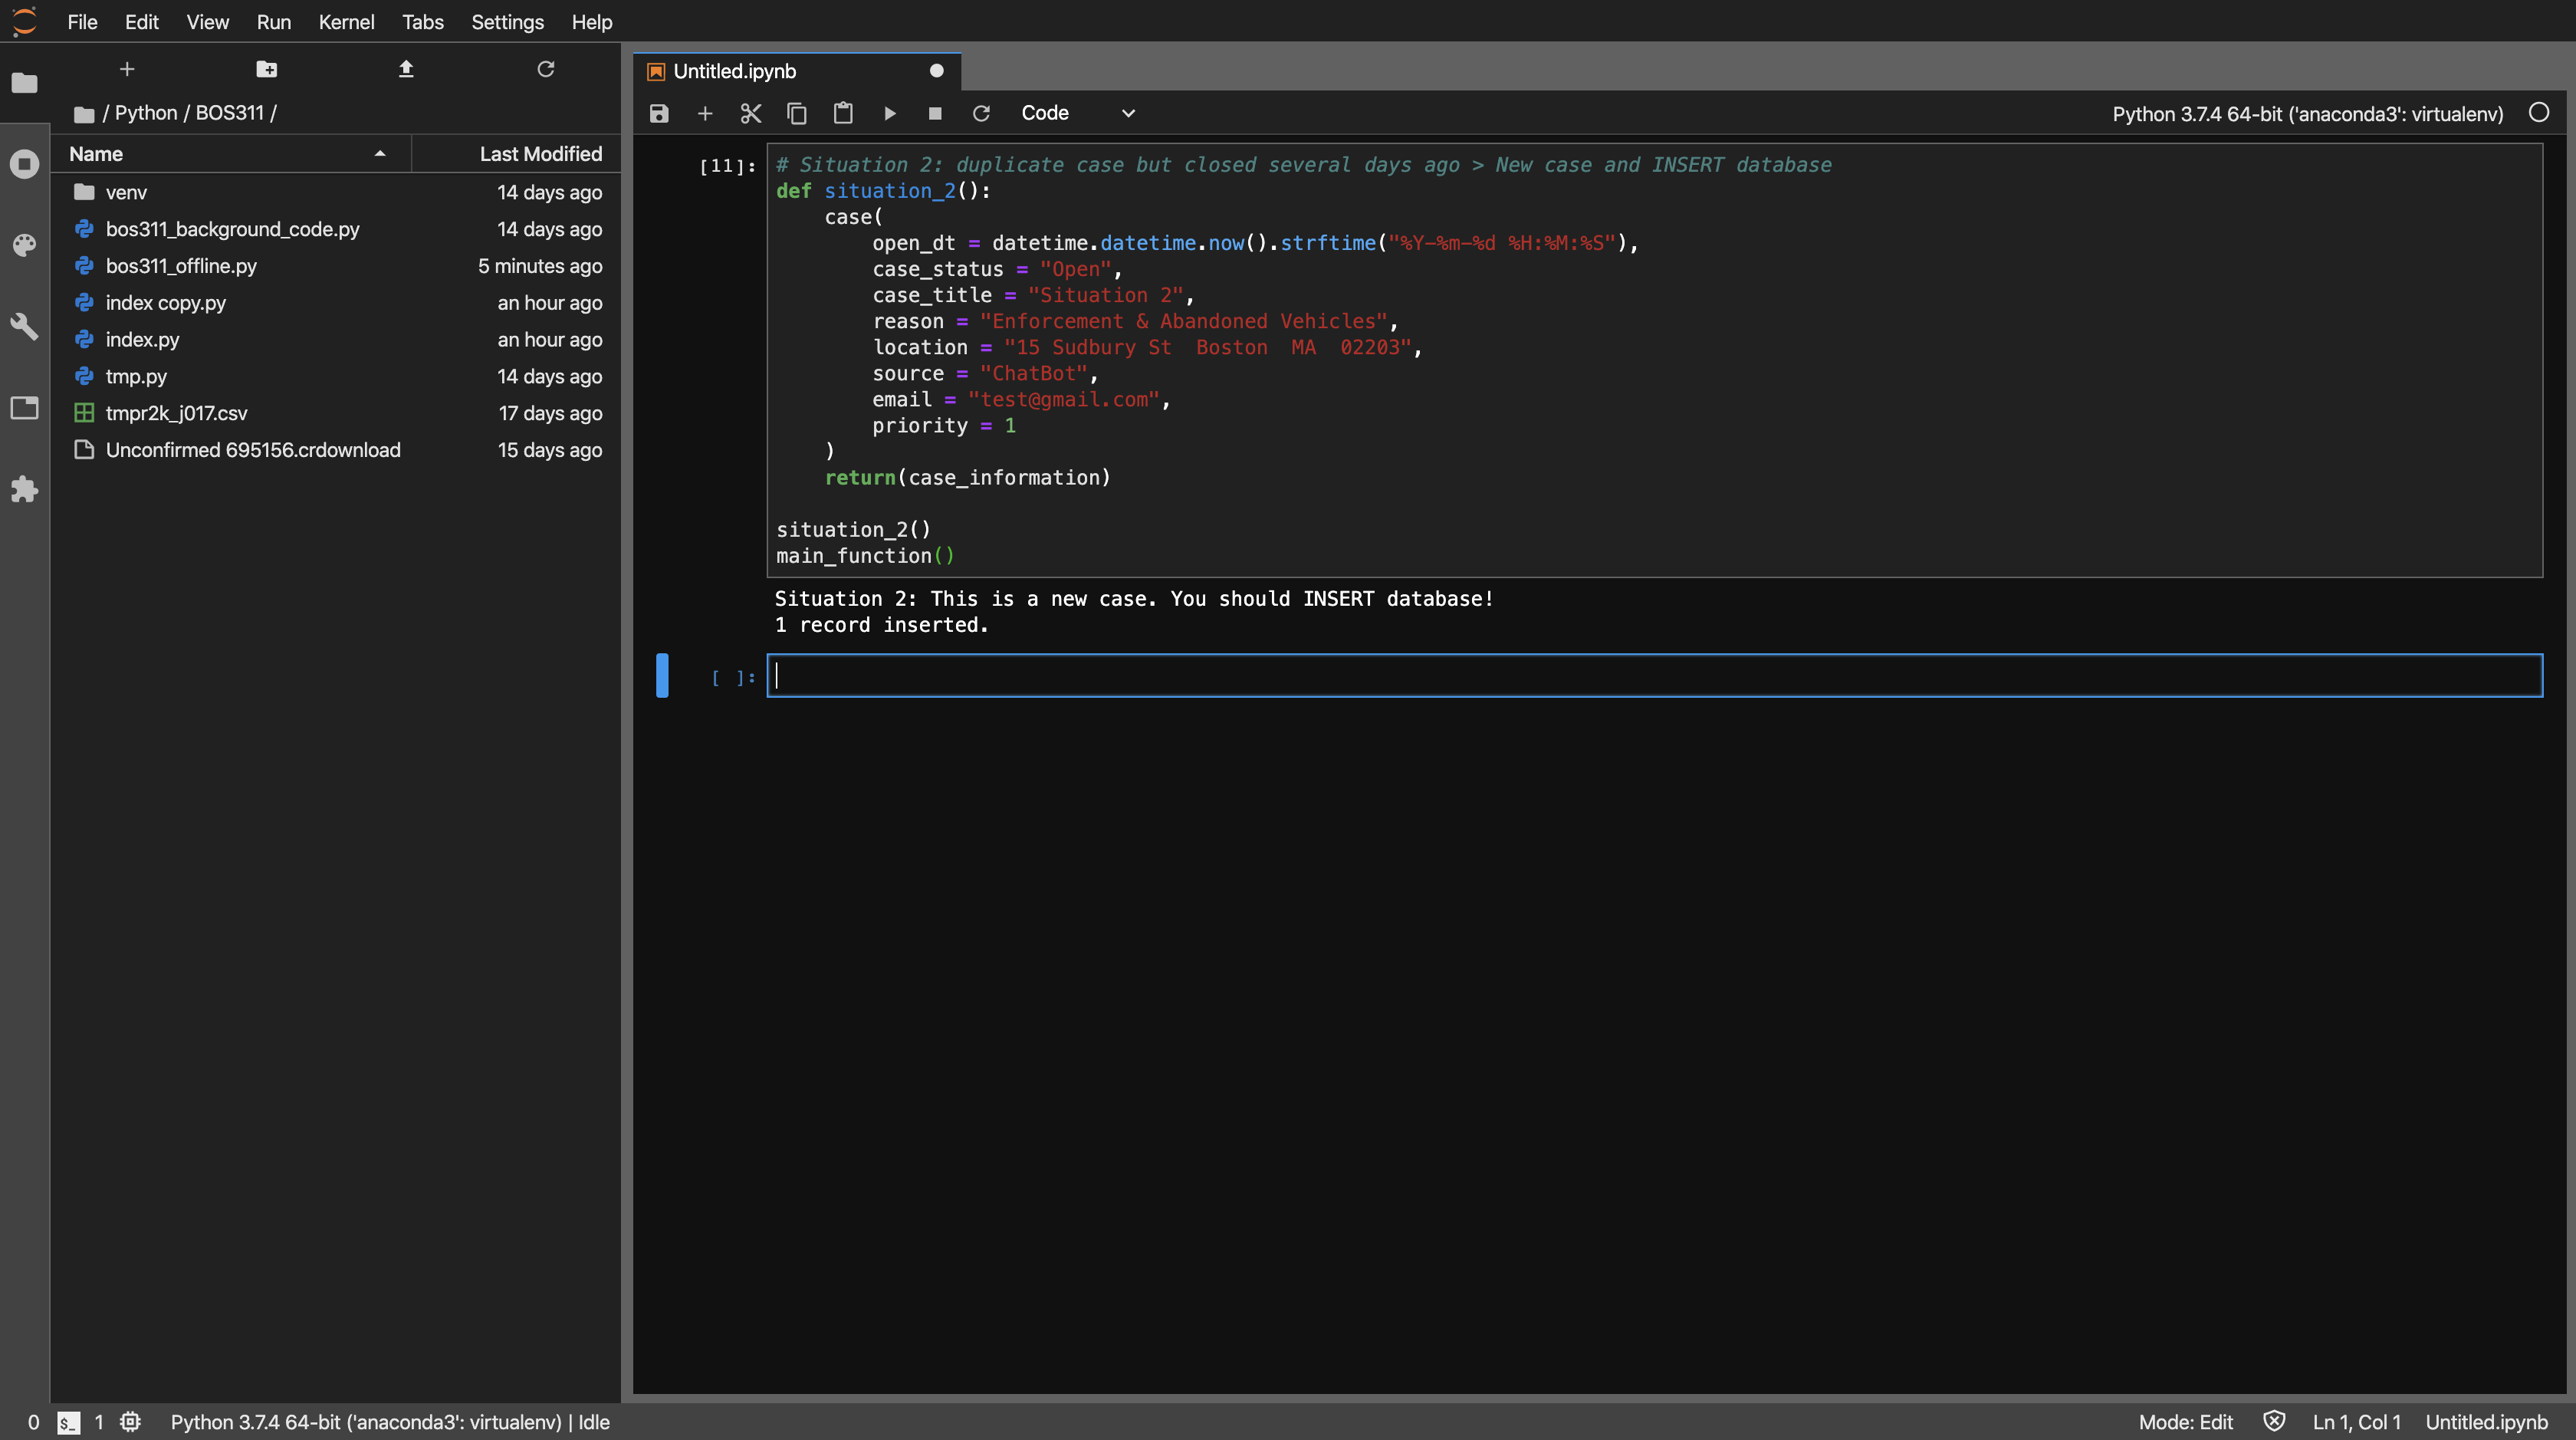 File Edit View Run Kernel Tabs Settings Help
/ Python / BOS311 /
Name Last Modified
venv 14 days ago
bos311_background_code.py 14 days ago
bos311_offline.py 5 minutes ago
index copy.py an hour ago
index.py an hour ago
tmp.py 14 days ago
tmpr2k_j017.csv 17 days ago
Unconfirmed 695156.crdownload 15 days ago
Untitled.ipynb
Code Python 3.7.4 64-bit ('anaconda3': virtualenv)
[11]: # Situation 2: duplicate case but closed several days ago > New case and INSERT database
def situation_2():
    case(
        open_dt = datetime.datetime.now().strftime("%Y-%m-%d %H:%M:%S"),
        case_status = "Open",
        case_title = "Situation 2",
        reason = "Enforcement & Abandoned Vehicles",
        location = "15 Sudbury St  Boston  MA  02203",
        source = "ChatBot",
        email = "test@gmail.com",
        priority = 1
    )
    return(case_information)
situation_2()
main_function()
Situation 2: This is a new case. You should INSERT database!
1 record inserted.
[ ]:
0 $_ 1 Python 3.7.4 64-bit ('anaconda3': virtualenv) | Idle Mode: Edit Ln 1, Col 1 Untitled.ipynb